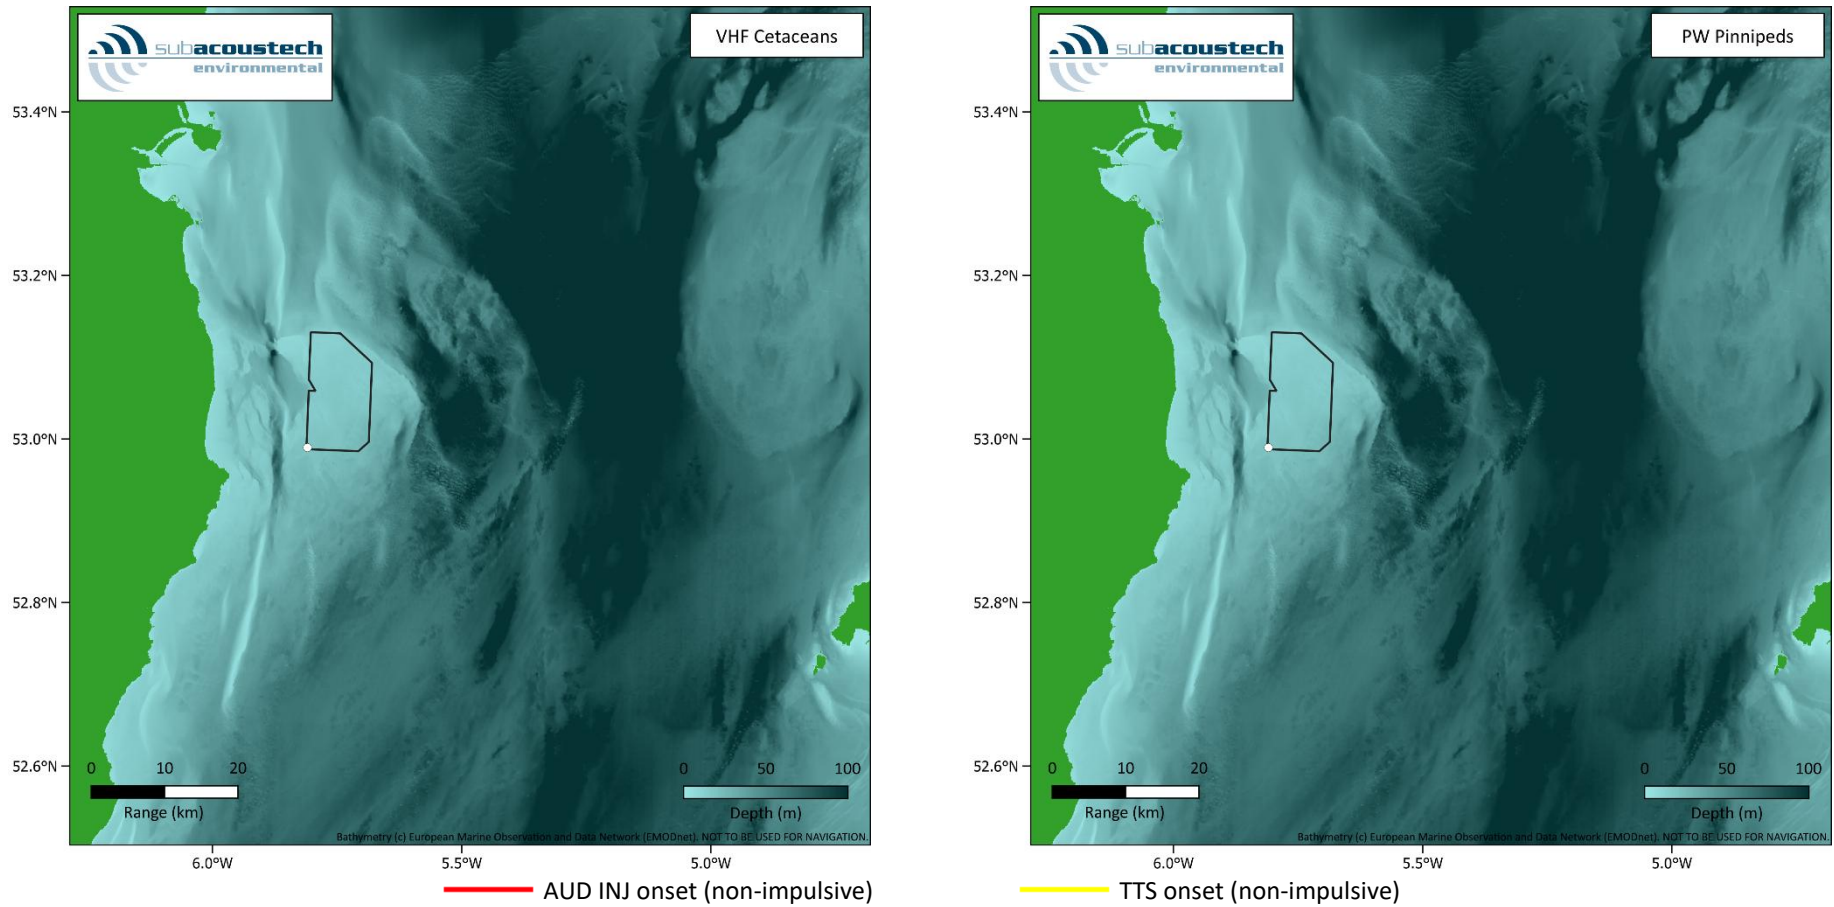 subacoustech
environmental
VHF Cetaceans
53.4°N
53.2°N
53.0°N
52.8°N
52.6°N
0 10 20
Range (km)
0 50 100
Depth (m)
Bathymetry (c) European Marine Observation and Data Network (EMODnet). NOT TO BE USED FOR NAVIGATION.
6.0°W 5.5°W 5.0°W
subacoustech
environmental
PW Pinnipeds
53.4°N
53.2°N
53.0°N
52.8°N
52.6°N
0 10 20
Range (km)
0 50 100
Depth (m)
Bathymetry (c) European Marine Observation and Data Network (EMODnet). NOT TO BE USED FOR NAVIGATION.
6.0°W 5.5°W 5.0°W
AUD INJ onset (non-impulsive) TTS onset (non-impulsive)